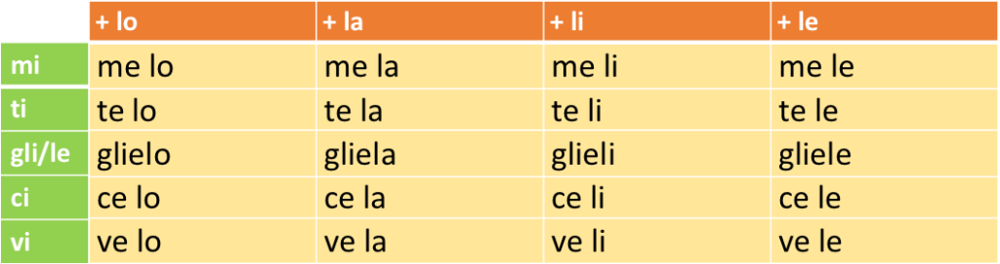 + lo + la + li + le
mi me lo me la me li me le
ti te lo te la te li te le
gli/le glielo gliela glieli gliele
ci ce lo ce la ce li ce le
vi ve lo ve la ve li ve le